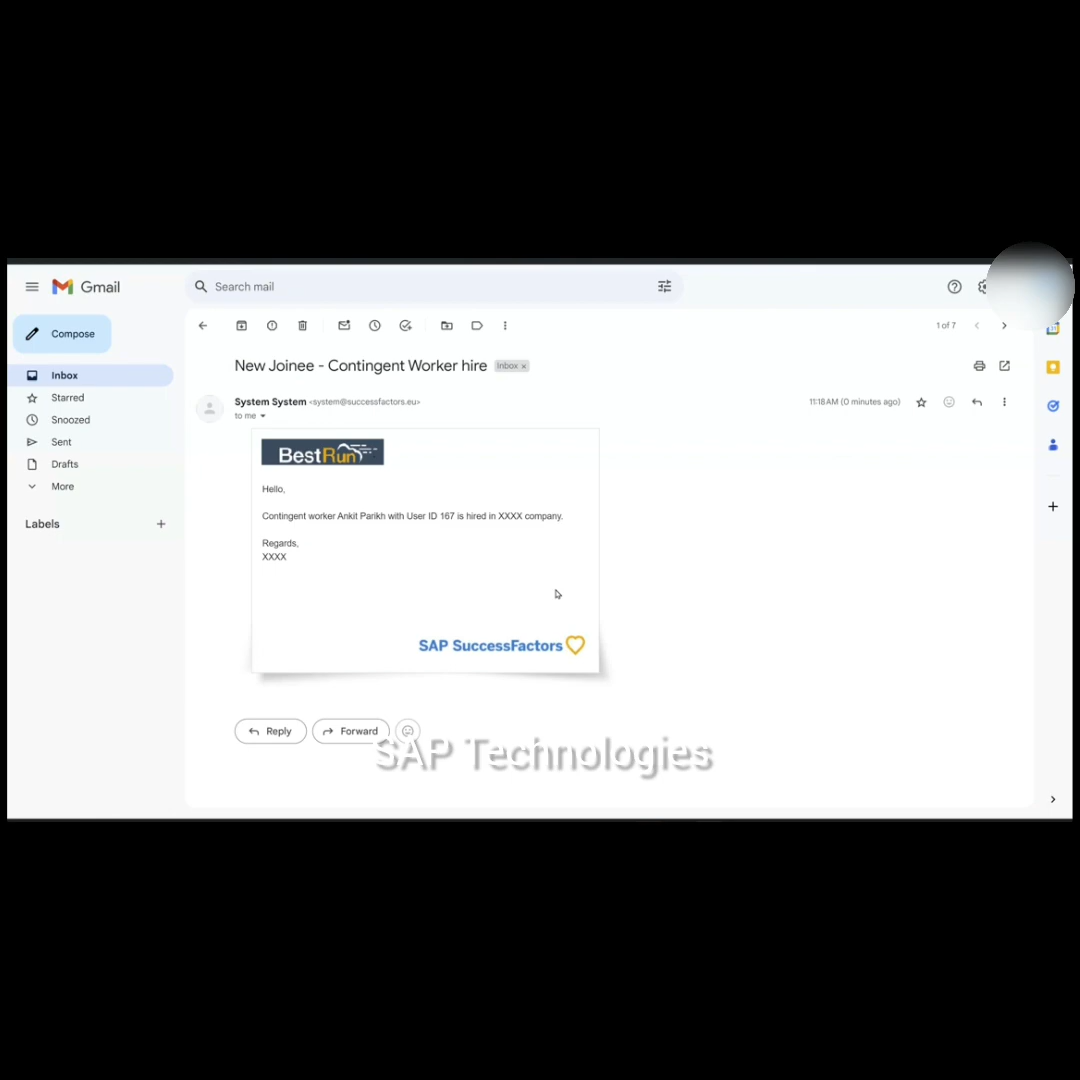 Gmail
Search mail
Compose
1 of 7
Inbox
Starred
Snoozed
Sent
Drafts
More
Labels
New Joinee - Contingent Worker hire Inbox ×
System System <system@successfactors.eu>
11:18AM (0 minutes ago)
to me
BestRun
Hello,
Contingent worker Ankit Parikh with User ID 167 is hired in XXXX company.
Regards,
XXXX
SAP SuccessFactors
Reply
Forward
SAP Technologies